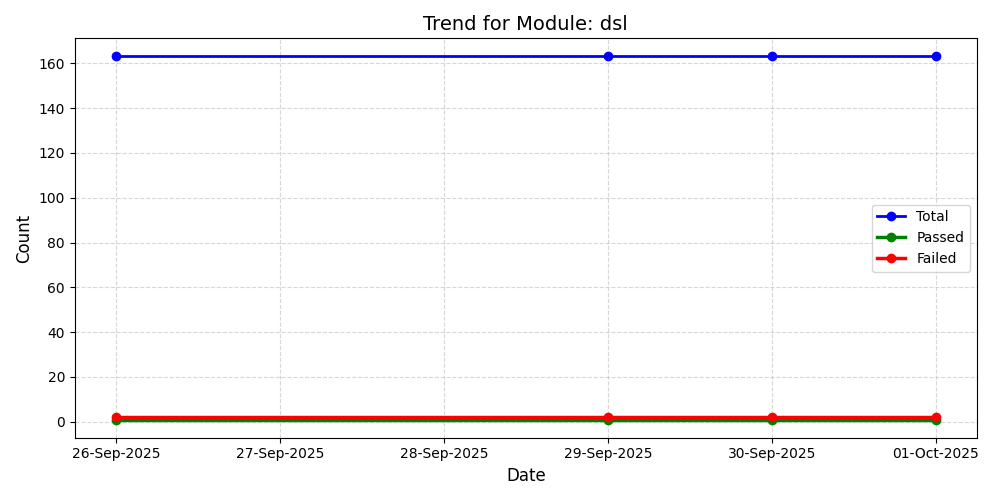 Trend for Module: dsl
Count
160
140
120
100
80
60
40
20
0
Total
Passed
Failed
26-Sep-2025 27-Sep-2025 28-Sep-2025 29-Sep-2025 30-Sep-2025 01-Oct-2025
Date